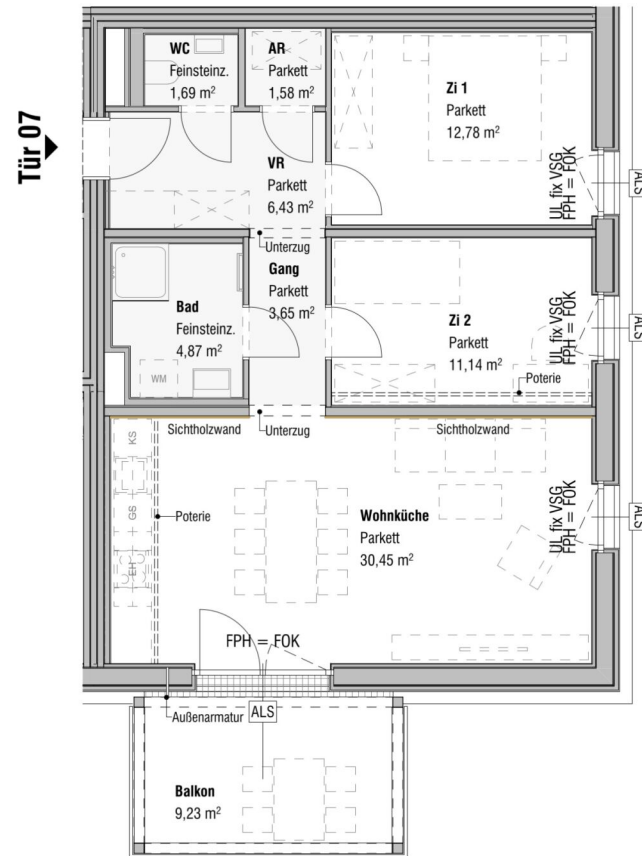 Tür 07
WC
Feinsteinz.
1,69 m²
AR
Parkett
1,58 m²
Zi 1
Parkett
12,78 m²
UL fix VSG
FPH = FOK
ALS
VR
Parkett
6,43 m²
Unterzug
Gang
Parkett
3,65 m²
Bad
Feinsteinz.
4,87 m²
WM
Zi 2
Parkett
11,14 m²
UL fix VSG
FPH = FOK
ALS
Poterie
Sichtholzwand
Unterzug
Sichtholzwand
KS
GS
EH
Poterie
Wohnküche
Parkett
30,45 m²
UL fix VSG
FPH = FOK
ALS
FPH = FOK
Außenarmatur
ALS
Balkon
9,23 m²